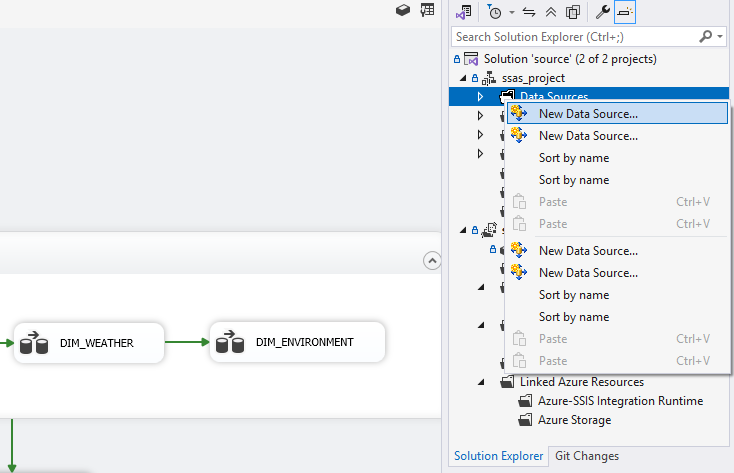 Search Solution Explorer (Ctrl+;)
Solution 'source' (2 of 2 projects)
ssas_project
Data Sources
New Data Source...
New Data Source...
Sort by name
Sort by name
Paste Ctrl+V
Paste Ctrl+V
New Data Source...
New Data Source...
Sort by name
Sort by name
Paste Ctrl+V
Paste Ctrl+V
Linked Azure Resources
Azure-SSIS Integration Runtime
Azure Storage
Solution Explorer Git Changes
DIM_WEATHER
DIM_ENVIRONMENT